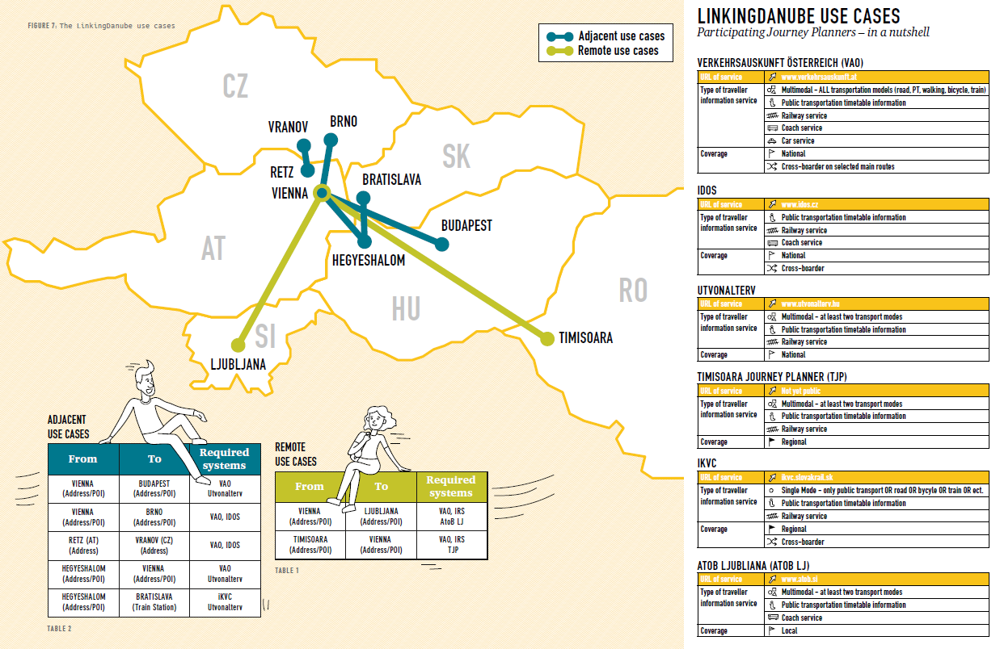 FIGURE 7: The LinkingDanube use cases
Adjacent use cases
Remote use cases
CZ
BRNO
VRANOV
SK
RETZ
BRATISLAVA
VIENNA
BUDAPEST
AT
HEGYESHALOM
RO
HU
SI
TIMISOARA
LJUBLJANA
ADJACENT
USE CASES
From To Required
systems
VIENNA BUDAPEST VAO
(Address/POI) (Address/POI) Utvonalterv
VIENNA BRNO VAO, IDOS
(Address/POI) (Address/POI)
RETZ (AT) VRANOV (CZ) VAO, IDOS
(Address) (Address)
HEGYESHALOM VIENNA VAO
(Address/POI) (Address/POI) Utvonalterv
HEGYESHALOM BRATISLAVA iKVC
(Address/POI) (Train Station) Utvonalterv
TABLE 2
REMOTE
USE CASES
From To Required
systems
VIENNA LJUBLJANA VAO, IRS
(Address/POI) (Address/POI) AtoB LJ
TIMISOARA VIENNA VAO, IRS
(Address/POI) (Address/POI) TJP
TABLE 1
LINKINGDANUBE USE CASES
Participating Journey Planners – in a nutshell
VERKEHRSAUSKUNFT ÖSTERREICH (VAO)
URL of service www.verkehrsauskunft.at
Type of traveller Multimodal - ALL transportation models (road, PT, walking, bicycle, train)
information service Public transportation timetable information
Railway service
Coach service
Car service
Coverage National
Cross-boarder on selected main routes
IDOS
URL of service www.idos.cz
Type of traveller Public transportation timetable information
information service Railway service
Coach service
Coverage National
Cross-boarder
UTVONALTERV
URL of service www.utvonalterv.hu
Type of traveller Multimodal - at least two transport modes
information service Public transportation timetable information
Railway service
Coverage National
TIMISOARA JOURNEY PLANNER (TJP)
URL of service Not yet public
Type of traveller Multimodal - at least two transport modes
information service Public transportation timetable information
Railway service
Coverage Regional
IKVC
URL of service ikvc.slovakrail.sk
Type of traveller Single Mode - only public transport OR road OR bycyle OR train OR ect.
information service Public transportation timetable information
Railway service
Coverage Regional
Cross-boarder
ATOB LJUBLIANA (ATOB LJ)
URL of service www.atob.si
Type of traveller Multimodal - at least two transport modes
information service Public transportation timetable information
Coach service
Coverage Local